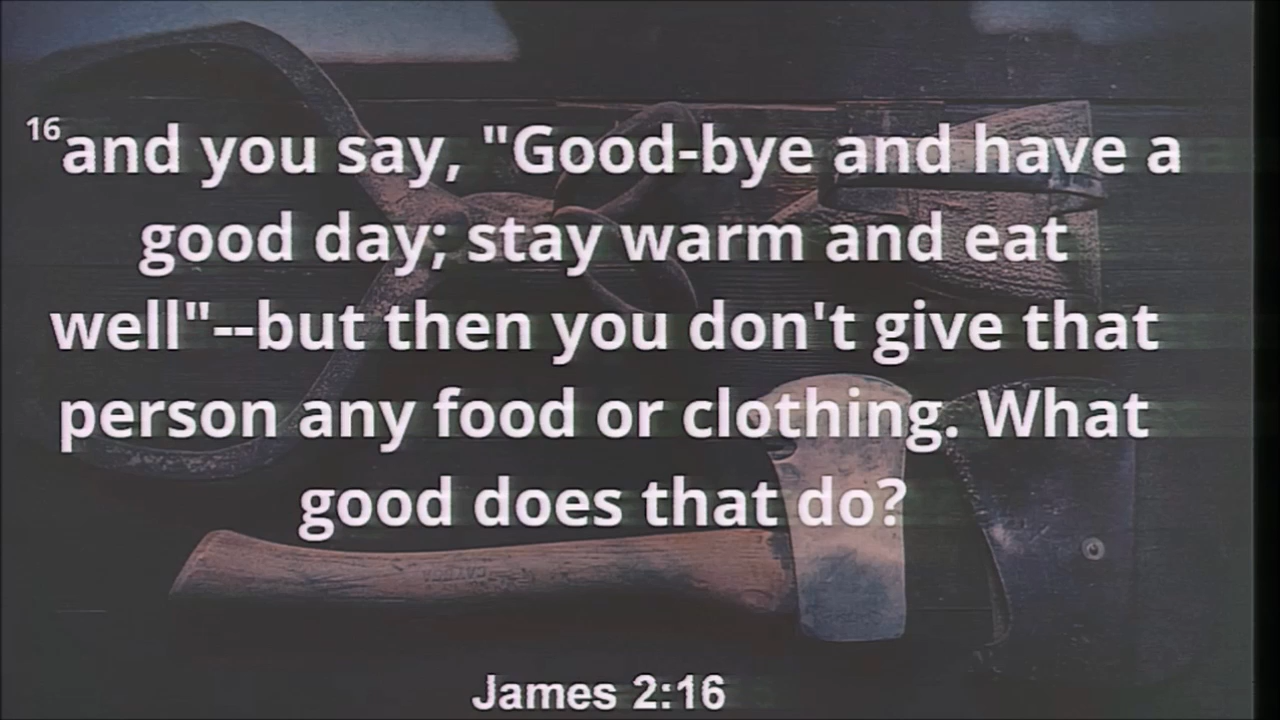 16and you say, "Good-bye and have a
good day; stay warm and eat
well"--but then you don't give that
person any food or clothing. What
good does that do?
James 2:16